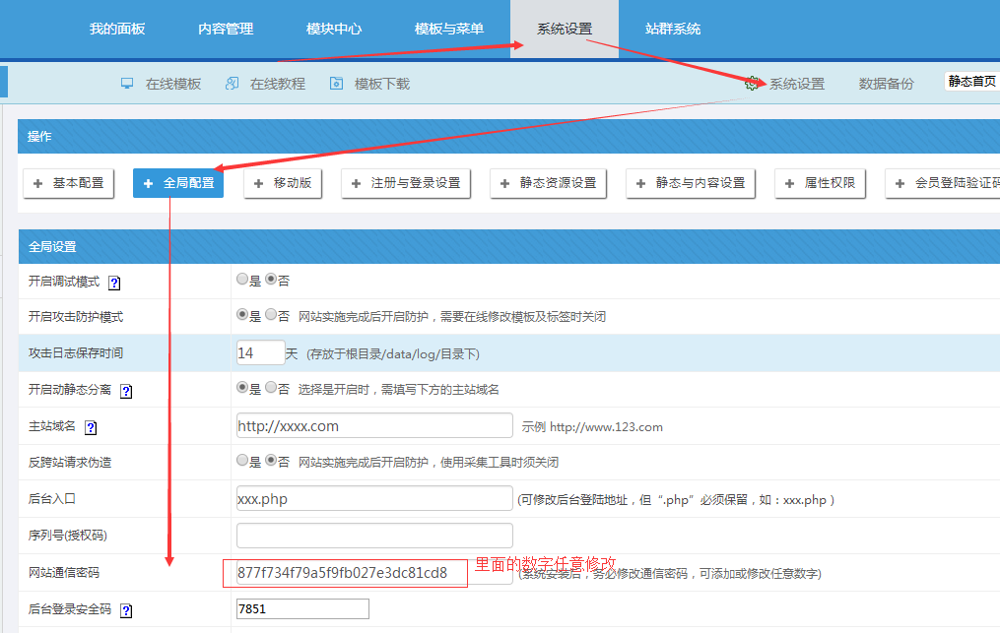 我的面板 内容管理 模块中心 模板与菜单 系统设置 站群系统
在线模板 在线教程 模板下载 系统设置 数据备份 静态首页
操作
+ 基本配置 + 全局配置 + 移动版 + 注册与登录设置 + 静态资源设置 + 静态与内容设置 + 属性权限 + 会员登陆验证码
全局设置
开启调试模式 ? 是 否
开启攻击防护模式 是 否 网站实施完成后开启防护，需要在线修改模板及标签时关闭
攻击日志保存时间 14 天 (存放于根目录/data/log/目录下)
开启动静态分离 ? 是 否 选择是开启时，需填写下方的主站域名
主站域名 ? http://xxxx.com 示例 http://www.123.com
反跨站请求伪造 是 否 网站实施完成后开启防护，使用采集工具时须关闭
后台入口 xxx.php (可修改后台登陆地址，但“.php”必须保留，如：xxx.php )
序列号(授权码)
网站通信密码 877f734f79a5f9fb027e3dc81cd8 里面的数字任意修改 (系统安装后，务必修改通信密码，可添加或修改任意数字)
后台登录安全码 ? 7851